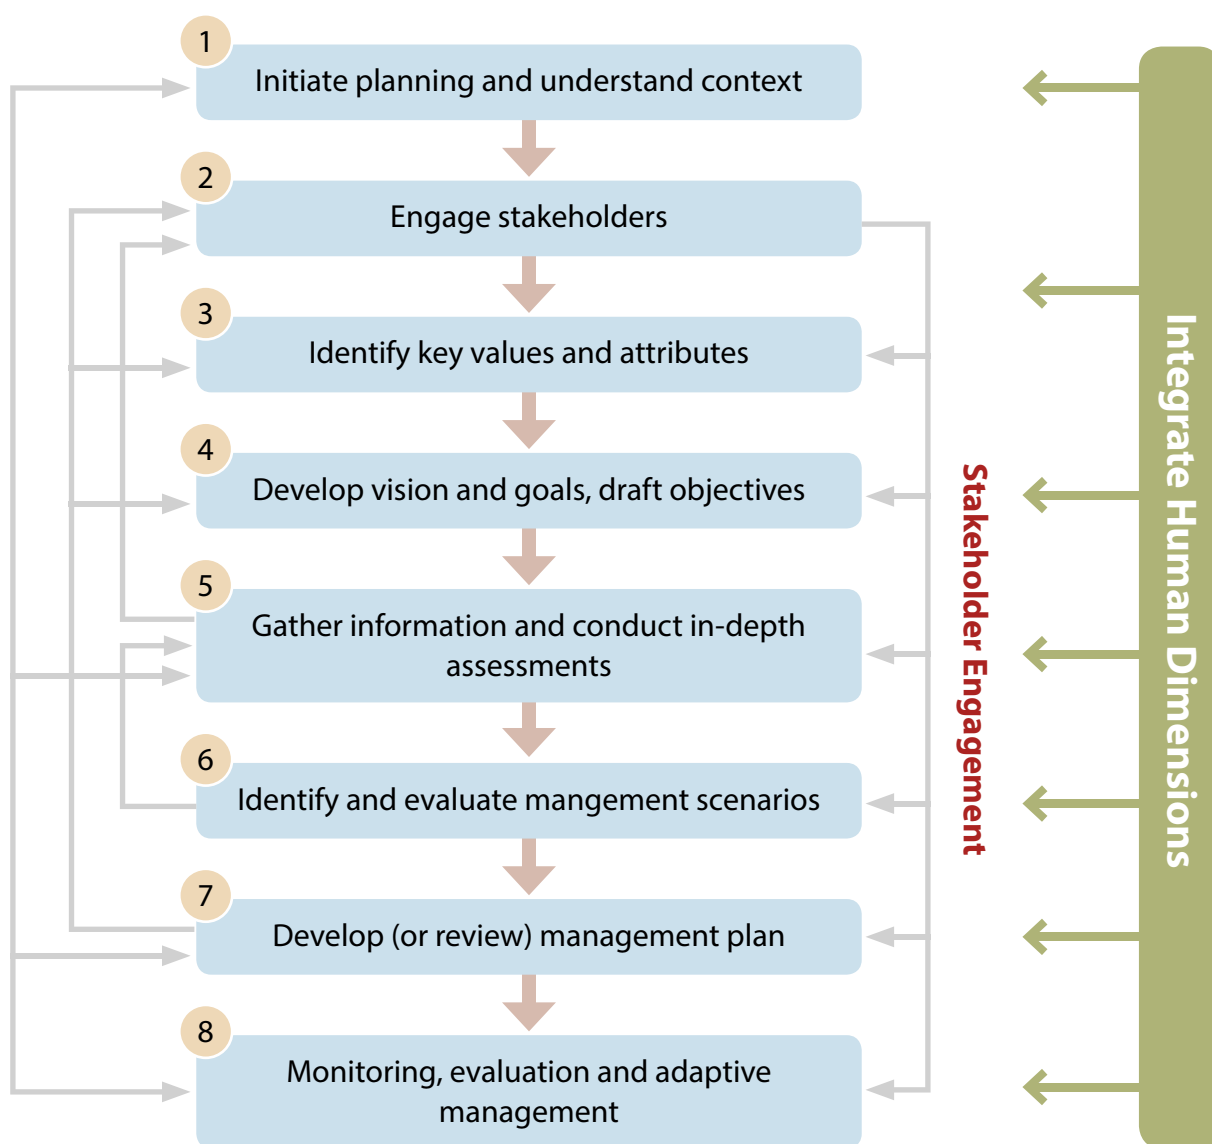 1
Initiate planning and understand context
2
Engage stakeholders
3
Identify key values and attributes
4
Develop vision and goals, draft objectives
5
Gather information and conduct in-depth
assessments
6
Identify and evaluate mangement scenarios
7
Develop (or review) management plan
8
Monitoring, evaluation and adaptive
management
Stakeholder Engagement
Integrate Human Dimensions